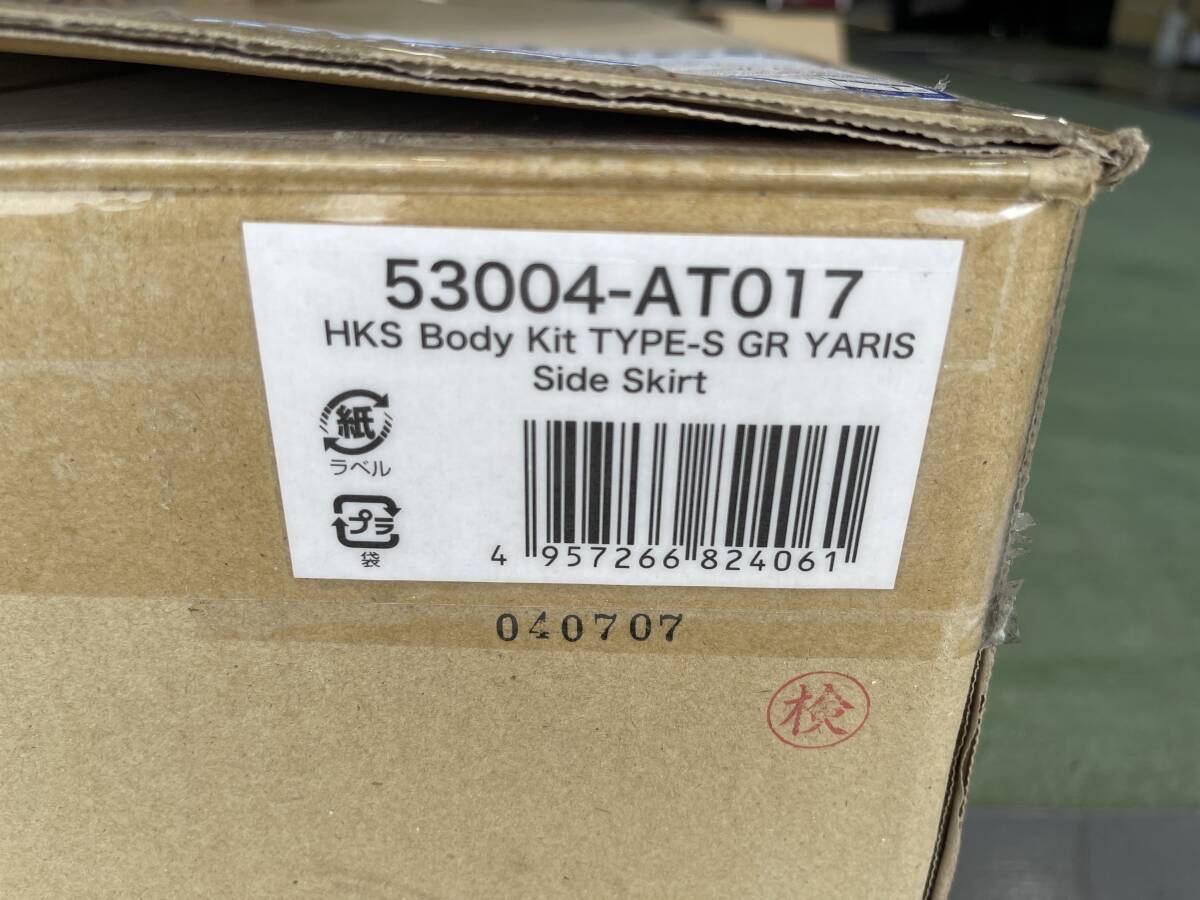 53004-AT017
HKS Body Kit TYPE-S GR YARIS
Side Skirt
紙
ラベル
プラ
袋
4 957266 824061
040707
検